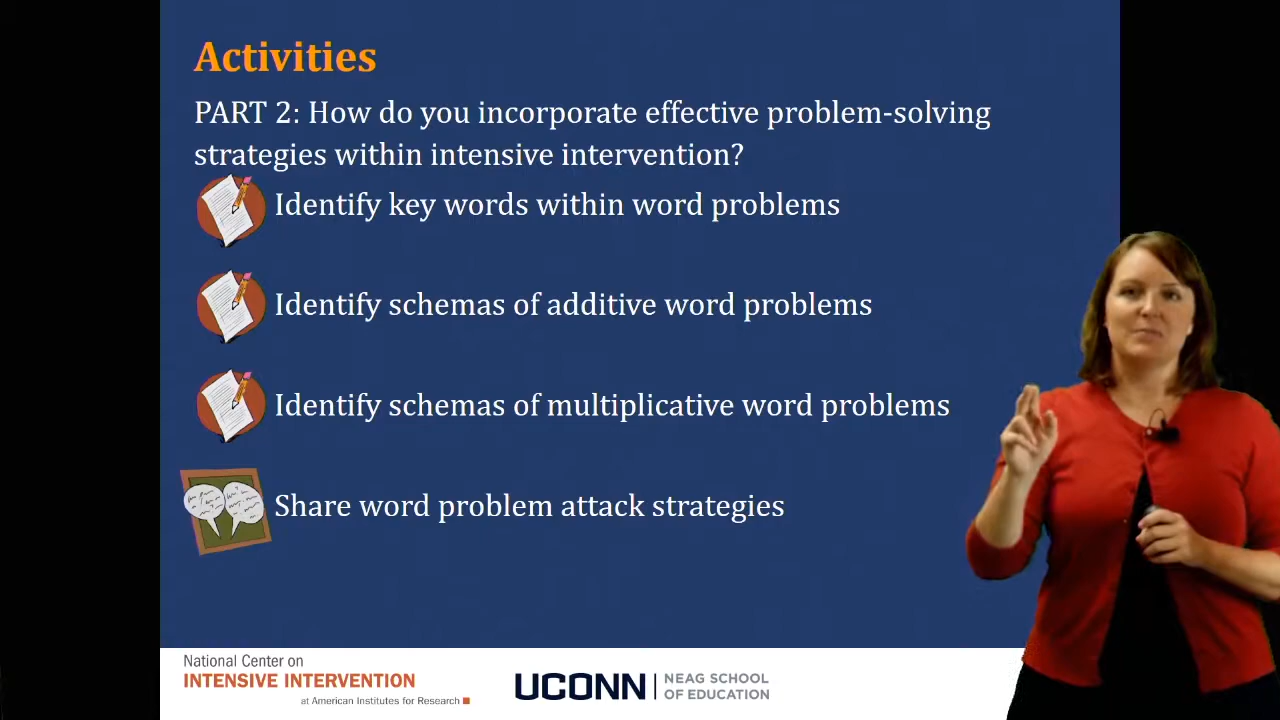 Activities
PART 2: How do you incorporate effective problem-solving
strategies within intensive intervention?
Identify key words within word problems
Identify schemas of additive word problems
Identify schemas of multiplicative word problems
Share word problem attack strategies
National Center on
INTENSIVE INTERVENTION
at American Institutes for Research
UCONN
NEAG SCHOOL
OF EDUCATION